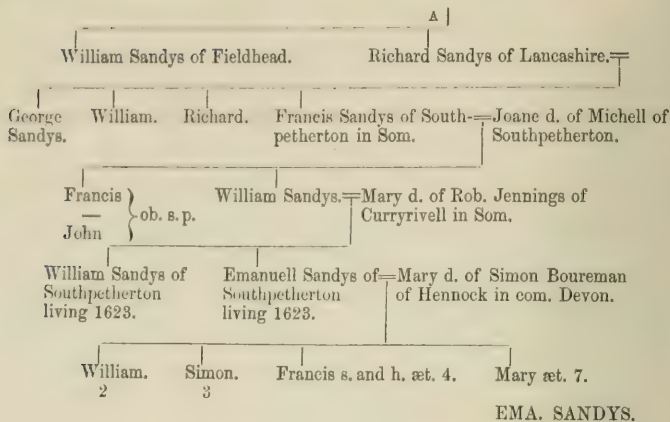 A
William Sandys of Fieldhead. Richard Sandys of Lancashire.
George Sandys. William. Richard. Francis Sandys of South-petherton in Som. Joane d. of Michell of Southpetherton.
Francis
—
John
ob. s.p.
William Sandys. Mary d. of Rob. Jennings of
Curryrivell in Som.
William Sandys of
Southpetherton
living 1623.
Emanuell Sandys of
Southpetherton
living 1623.
Mary d. of Simon Boureman
of Hennock in com. Devon.
William. Simon. Francis s. and h. æt. 4. Mary æt. 7.
2 3
EMA. SANDYS.